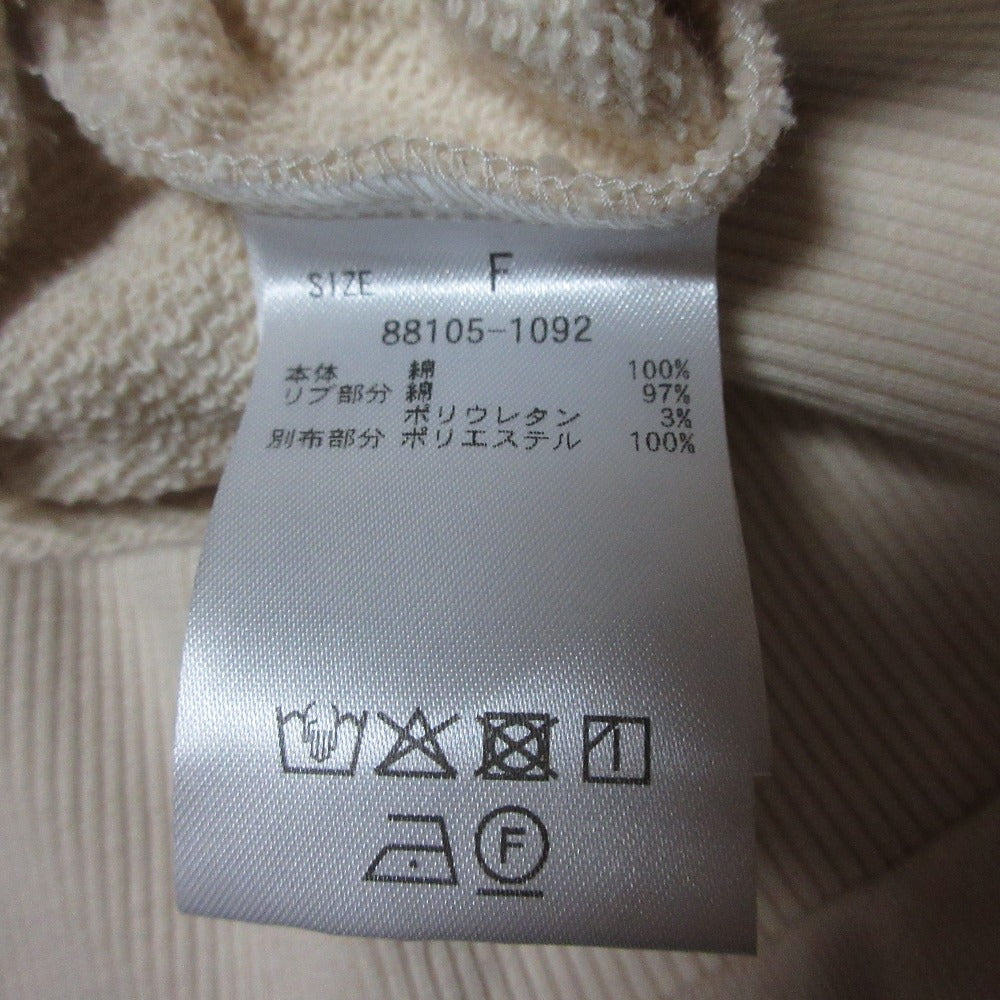 SIZE F
88105-1092
本体 綿 100%
リブ部分 綿 97%
ポリウレタン 3%
別布部分 ポリエステル 100%
F